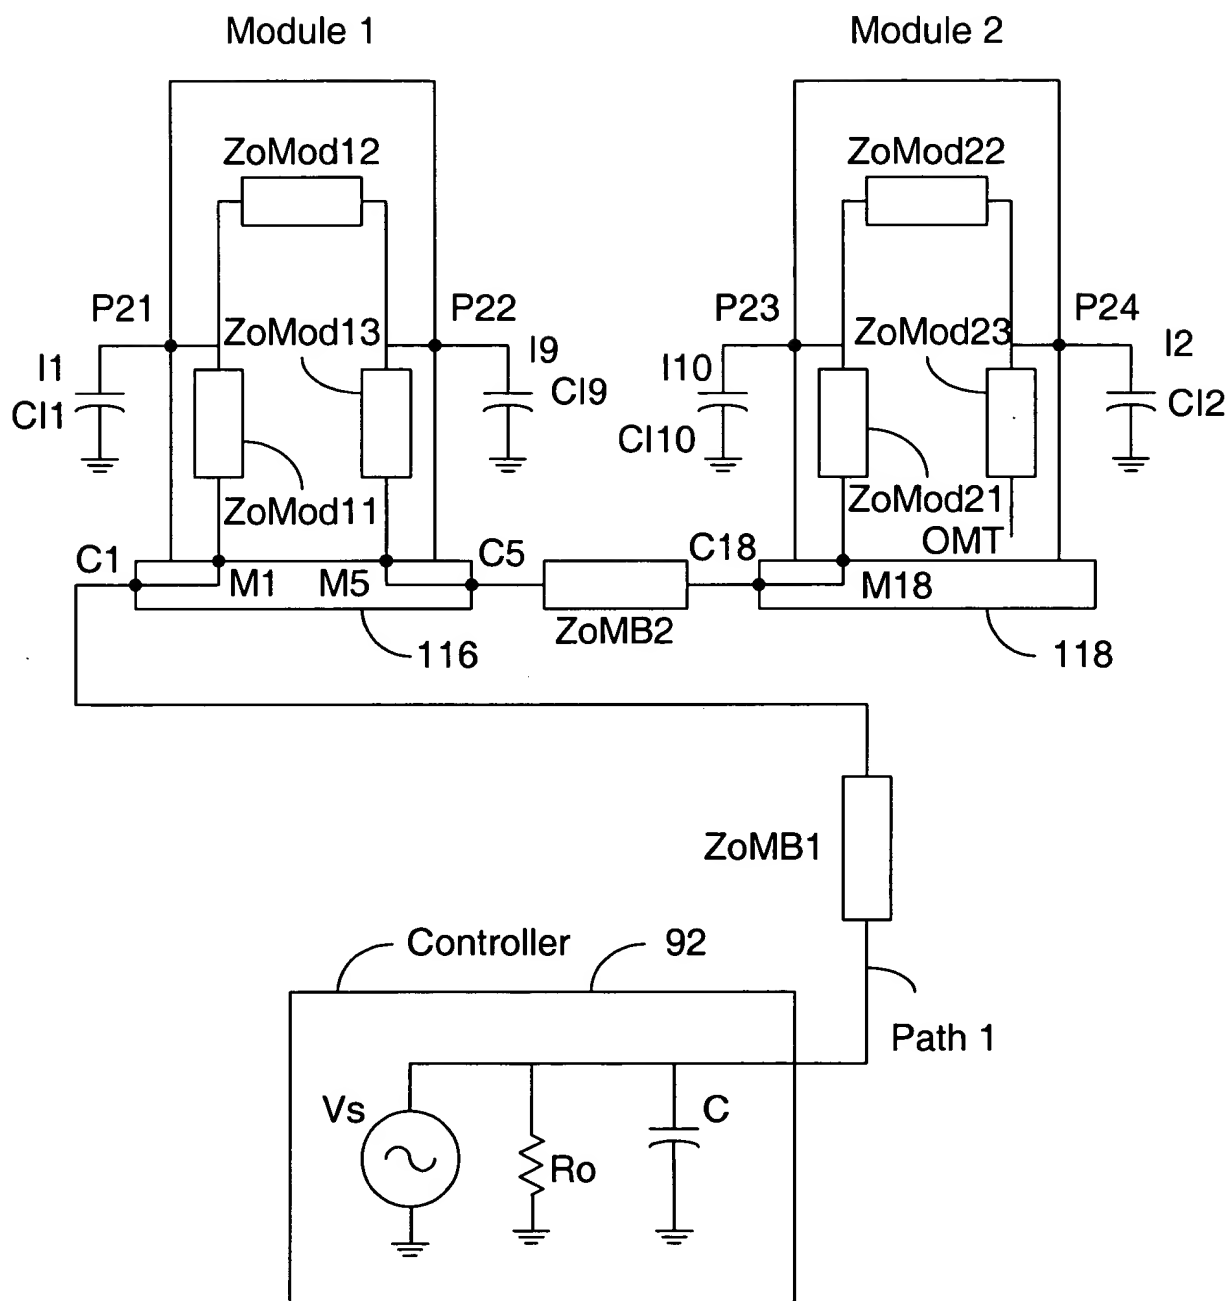 Module 1
Module 2
ZoMod12
ZoMod22
P21
ZoMod13
P22
P23
ZoMod23
P24
I1
CI1
I9
CI9
I10
CI10
I2
CI2
ZoMod11
ZoMod21
OMT
C1
M1
M5
C5
C18
M18
ZoMB2
116
118
ZoMB1
Controller
92
Path 1
Vs
Ro
C